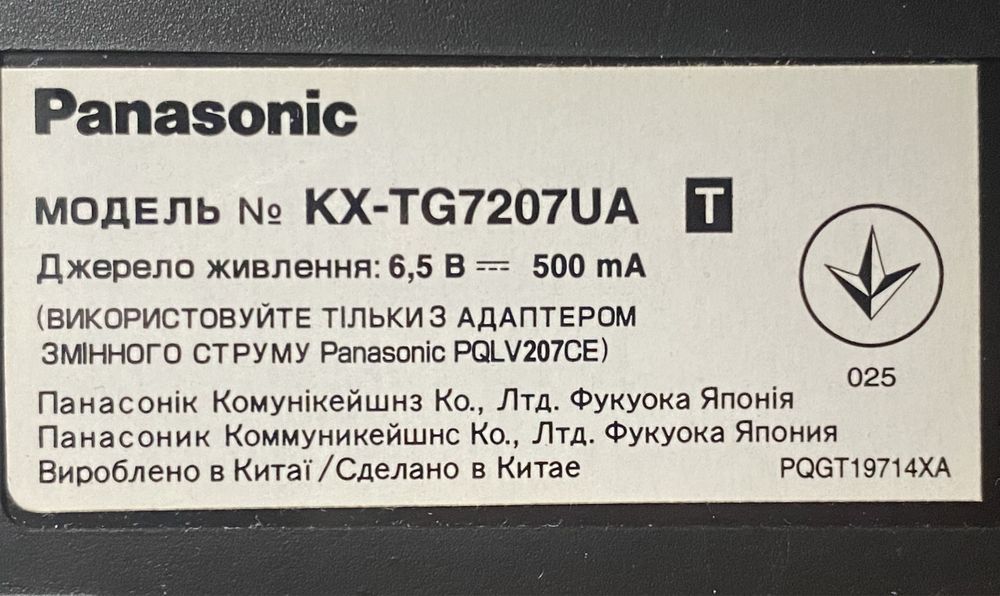 Panasonic
МОДЕЛЬ № KX-TG7207UA T
Джерело живлення: 6,5 В ⎓ 500 mA
(ВИКОРИСТОВУЙТЕ ТІЛЬКИ З АДАПТЕРОМ
ЗМІННОГО СТРУМУ Panasonic PQLV207CE)
025
Панасонік Комунікейшнз Ко., Лтд. Фукуока Японія
Панасоник Коммуникейшнс Ко., Лтд. Фукуока Япония
Вироблено в Китаї/Сделано в Китае PQGT19714XA